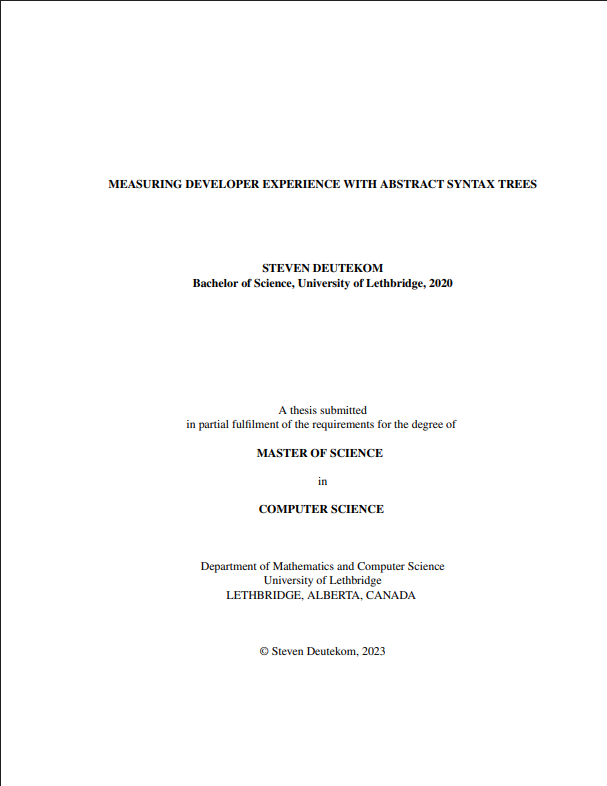 MEASURING DEVELOPER EXPERIENCE WITH ABSTRACT SYNTAX TREES
STEVEN DEUTEKOM
Bachelor of Science, University of Lethbridge, 2020
A thesis submitted
in partial fulfilment of the requirements for the degree of
MASTER OF SCIENCE
in
COMPUTER SCIENCE
Department of Mathematics and Computer Science
University of Lethbridge
LETHBRIDGE, ALBERTA, CANADA
© Steven Deutekom, 2023